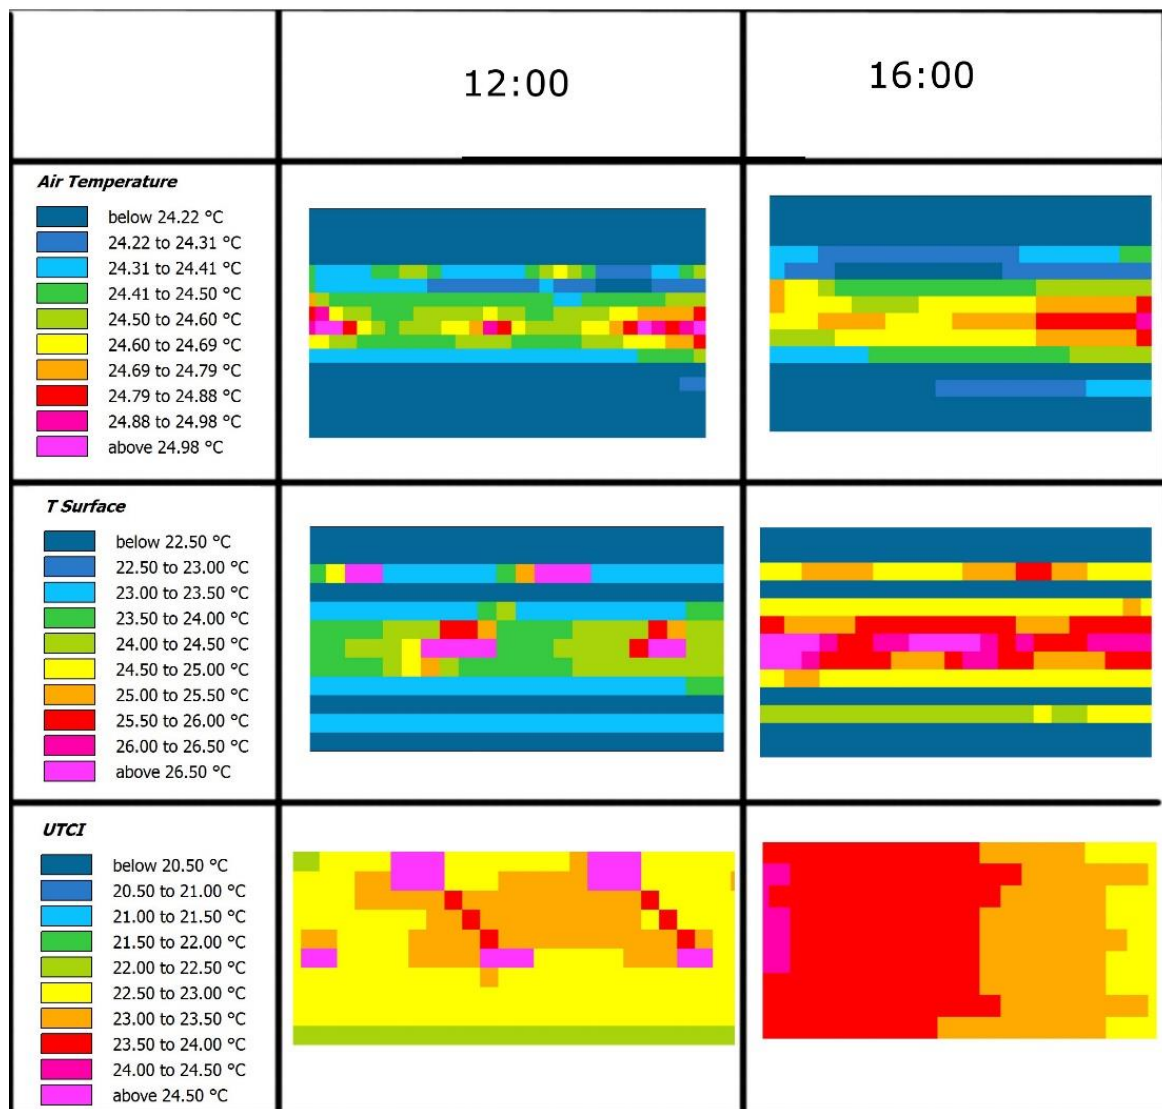 12:00
16:00
Air Temperature
below 24.22 °C
24.22 to 24.31 °C
24.31 to 24.41 °C
24.41 to 24.50 °C
24.50 to 24.60 °C
24.60 to 24.69 °C
24.69 to 24.79 °C
24.79 to 24.88 °C
24.88 to 24.98 °C
above 24.98 °C
T Surface
below 22.50 °C
22.50 to 23.00 °C
23.00 to 23.50 °C
23.50 to 24.00 °C
24.00 to 24.50 °C
24.50 to 25.00 °C
25.00 to 25.50 °C
25.50 to 26.00 °C
26.00 to 26.50 °C
above 26.50 °C
UTCI
below 20.50 °C
20.50 to 21.00 °C
21.00 to 21.50 °C
21.50 to 22.00 °C
22.00 to 22.50 °C
22.50 to 23.00 °C
23.00 to 23.50 °C
23.50 to 24.00 °C
24.00 to 24.50 °C
above 24.50 °C